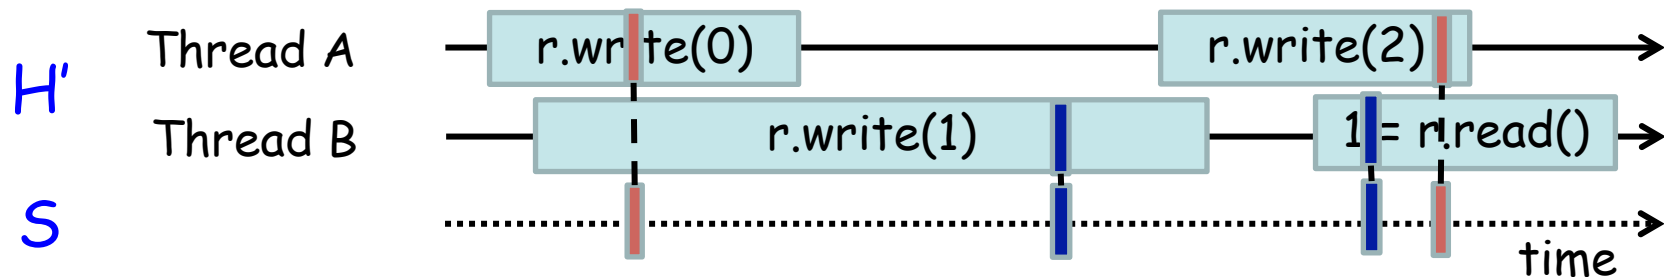 H'
Thread A r.write(0) r.write(2)
Thread B r.write(1) 1 = r.read()
S
time